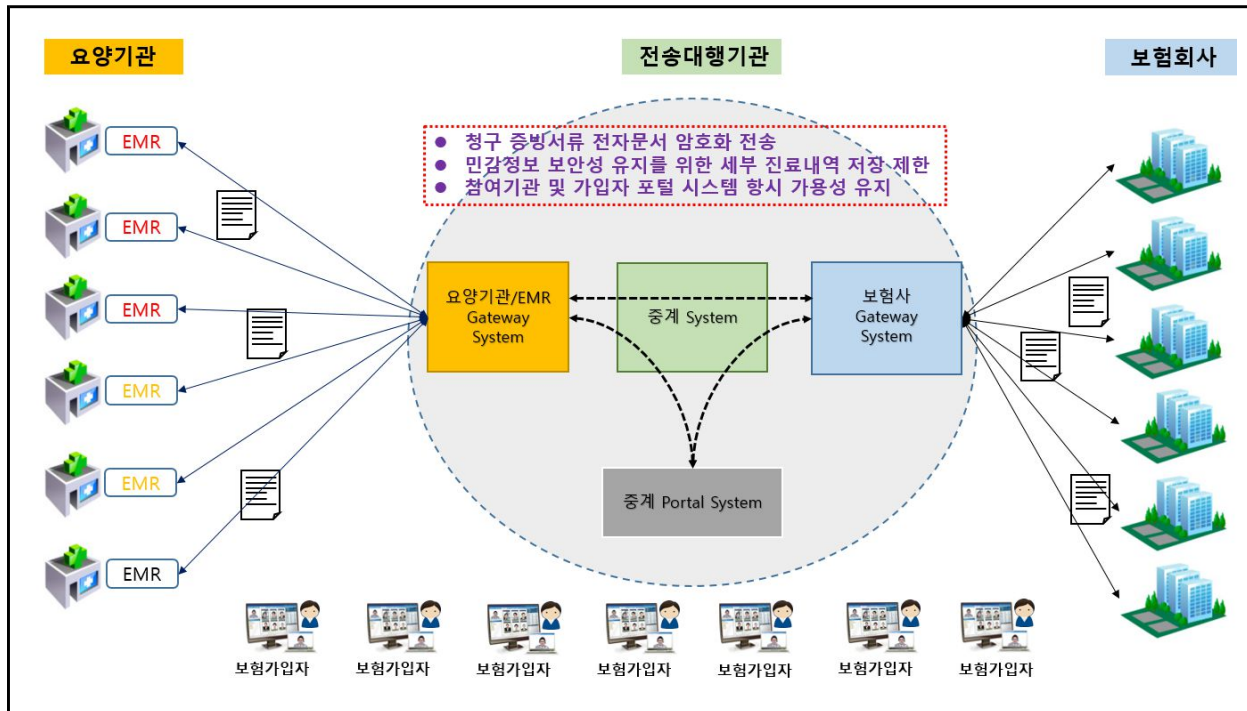 요양기관
전송대행기관
보험회사
● 청구 증빙서류 전자문서 암호화 전송
● 민감정보 보안성 유지를 위한 세부 진료내역 저장 제한
● 참여기관 및 가입자 포털 시스템 항시 가용성 유지
EMR
EMR
EMR
EMR
EMR
EMR
요양기관/EMR
Gateway
System
중계 System
보험사
Gateway
System
중계 Portal System
보험가입자
보험가입자
보험가입자
보험가입자
보험가입자
보험가입자
보험가입자